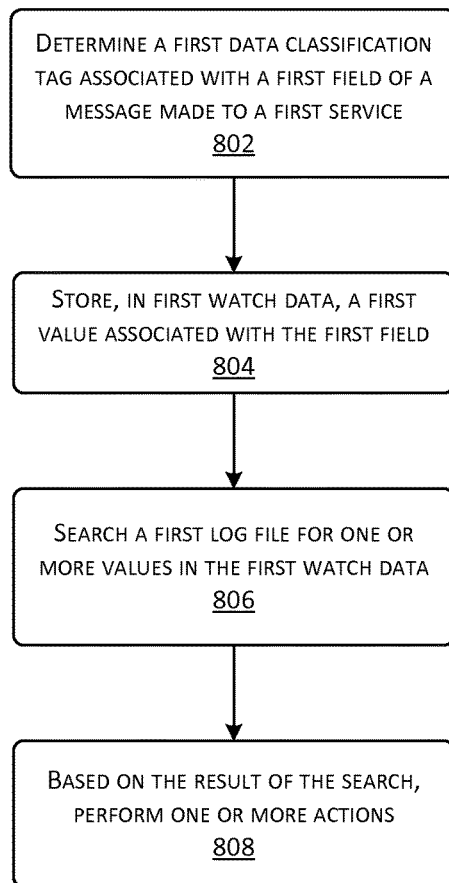 DETERMINE A FIRST DATA CLASSIFICATION
TAG ASSOCIATED WITH A FIRST FIELD OF A
MESSAGE MADE TO A FIRST SERVICE
802
STORE, IN FIRST WATCH DATA, A FIRST
VALUE ASSOCIATED WITH THE FIRST FIELD
804
SEARCH A FIRST LOG FILE FOR ONE OR
MORE VALUES IN THE FIRST WATCH DATA
806
BASED ON THE RESULT OF THE SEARCH,
PERFORM ONE OR MORE ACTIONS
808